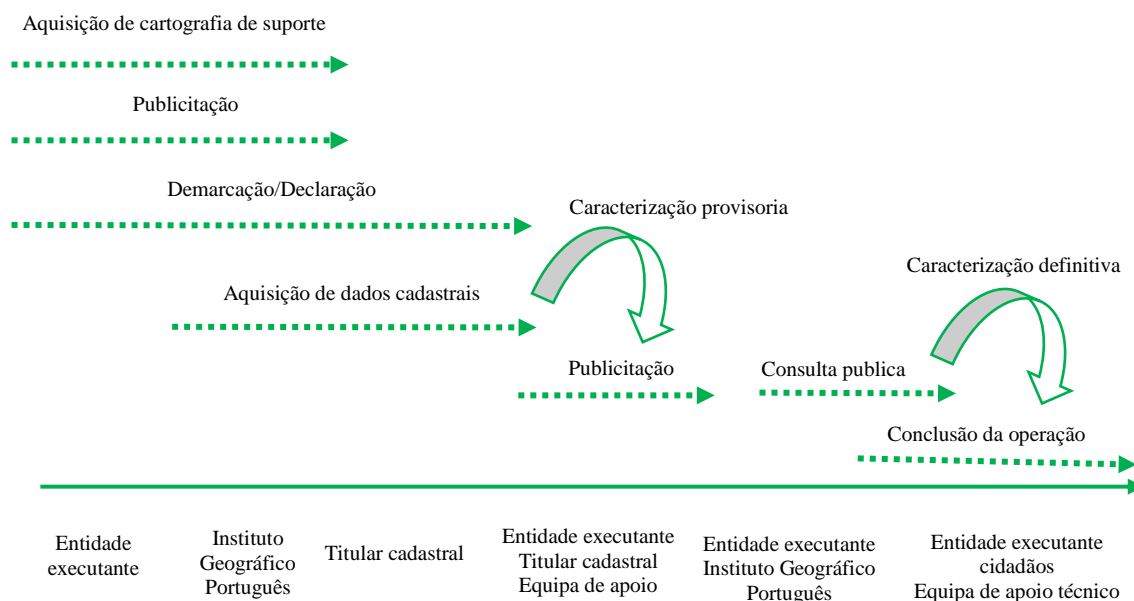 Aquisição de cartografia de suporte
Publicitação
Demarcação/Declaração
Caracterização provisoria
Aquisição de dados cadastrais
Caracterização definitiva
Publicitação
Consulta publica
Conclusão da operação
Entidade
executante
Instituto
Geográfico
Português
Titular cadastral
Entidade executante
Titular cadastral
Equipa de apoio
Entidade executante
Instituto Geográfico
Português
Entidade executante
cidadãos
Equipa de apoio técnico